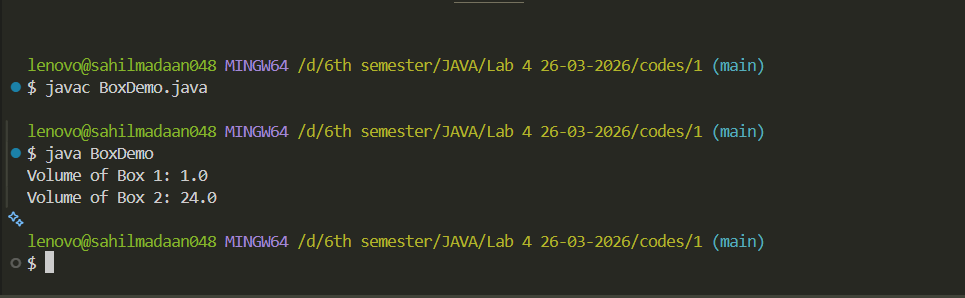 lenovo@sahilmadaan048 MINGW64 /d/6th semester/JAVA/Lab 4 26-03-2026/codes/1 (main)
$ javac BoxDemo.java
lenovo@sahilmadaan048 MINGW64 /d/6th semester/JAVA/Lab 4 26-03-2026/codes/1 (main)
$ java BoxDemo
Volume of Box 1: 1.0
Volume of Box 2: 24.0
lenovo@sahilmadaan048 MINGW64 /d/6th semester/JAVA/Lab 4 26-03-2026/codes/1 (main)
$